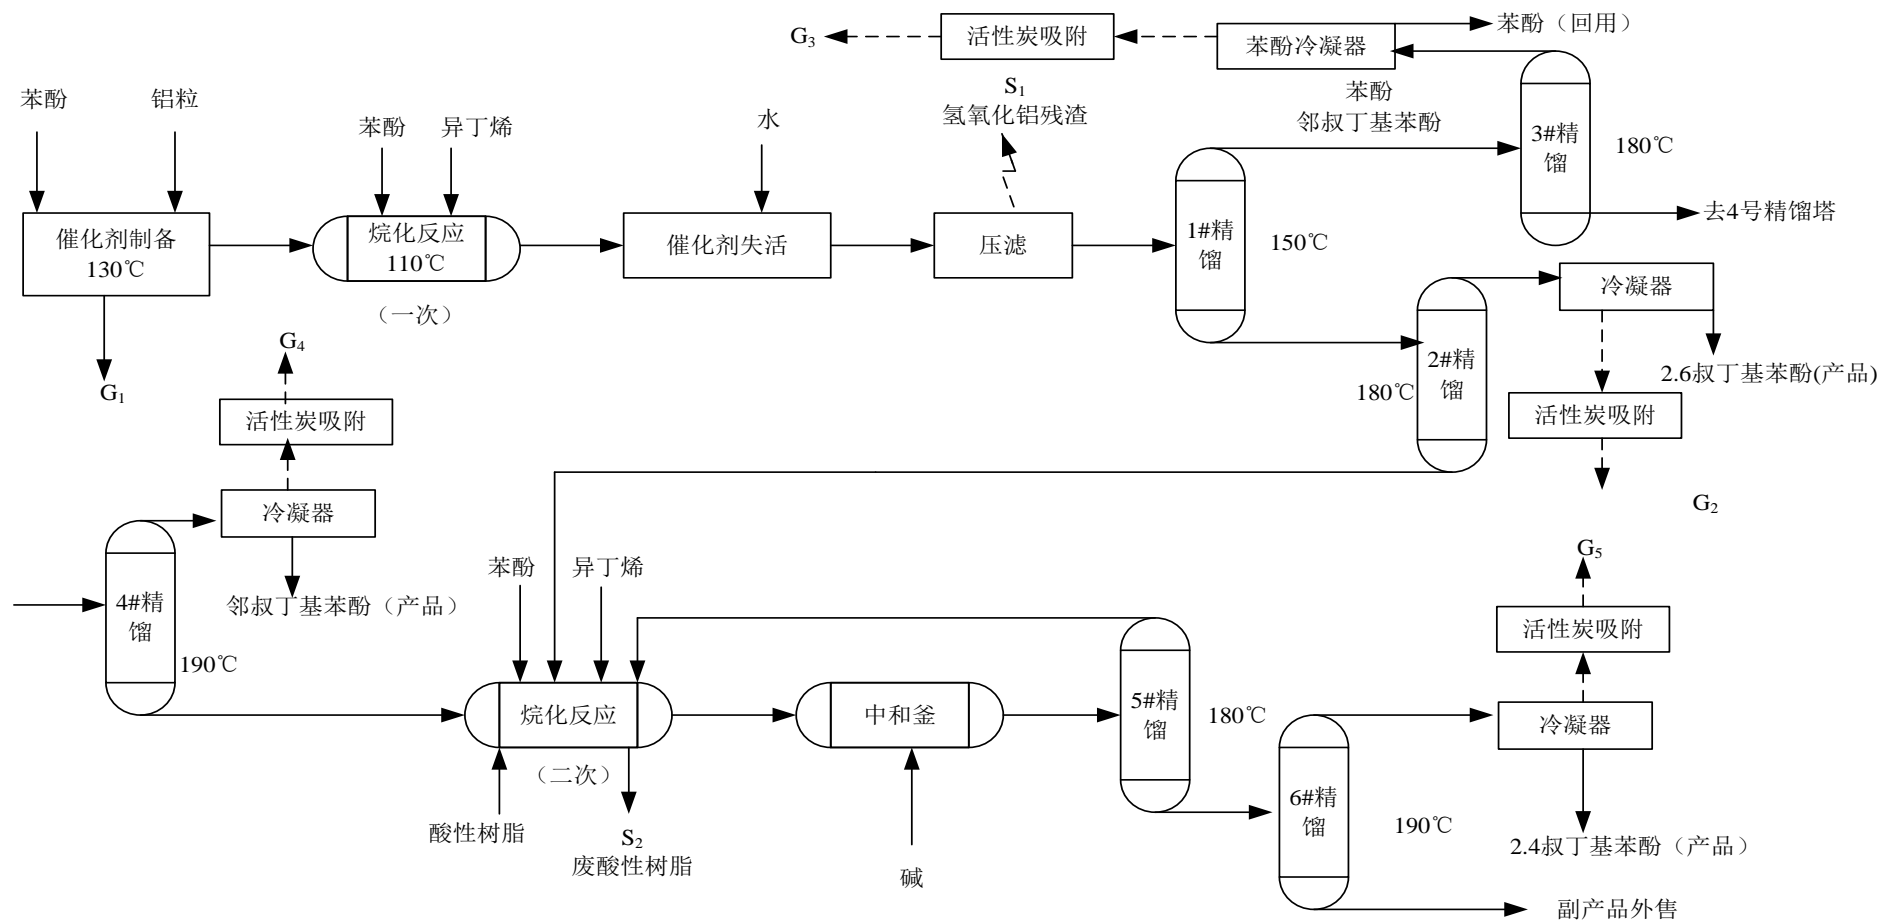 G₃
活性炭吸附
苯酚冷凝器
苯酚（回用）
苯酚
铝粒
苯酚
异丁烯
水
S₁
氢氧化铝残渣
苯酚
邻叔丁基苯酚
3#精
馏
180℃
去4号精馏塔
催化剂制备
130℃
烷化反应
110℃
（一次）
催化剂失活
压滤
1#精
馏
150℃
G₁
2#精
馏
180℃
冷凝器
2.6叔丁基苯酚(产品)
活性炭吸附
G₂
G₄
活性炭吸附
冷凝器
邻叔丁基苯酚（产品）
4#精
馏
190℃
苯酚
异丁烯
烷化反应
（二次）
酸性树脂
S₂
废酸性树脂
中和釜
碱
5#精
馏
180℃
6#精
馏
190℃
G₅
活性炭吸附
冷凝器
2.4叔丁基苯酚（产品）
副产品外售